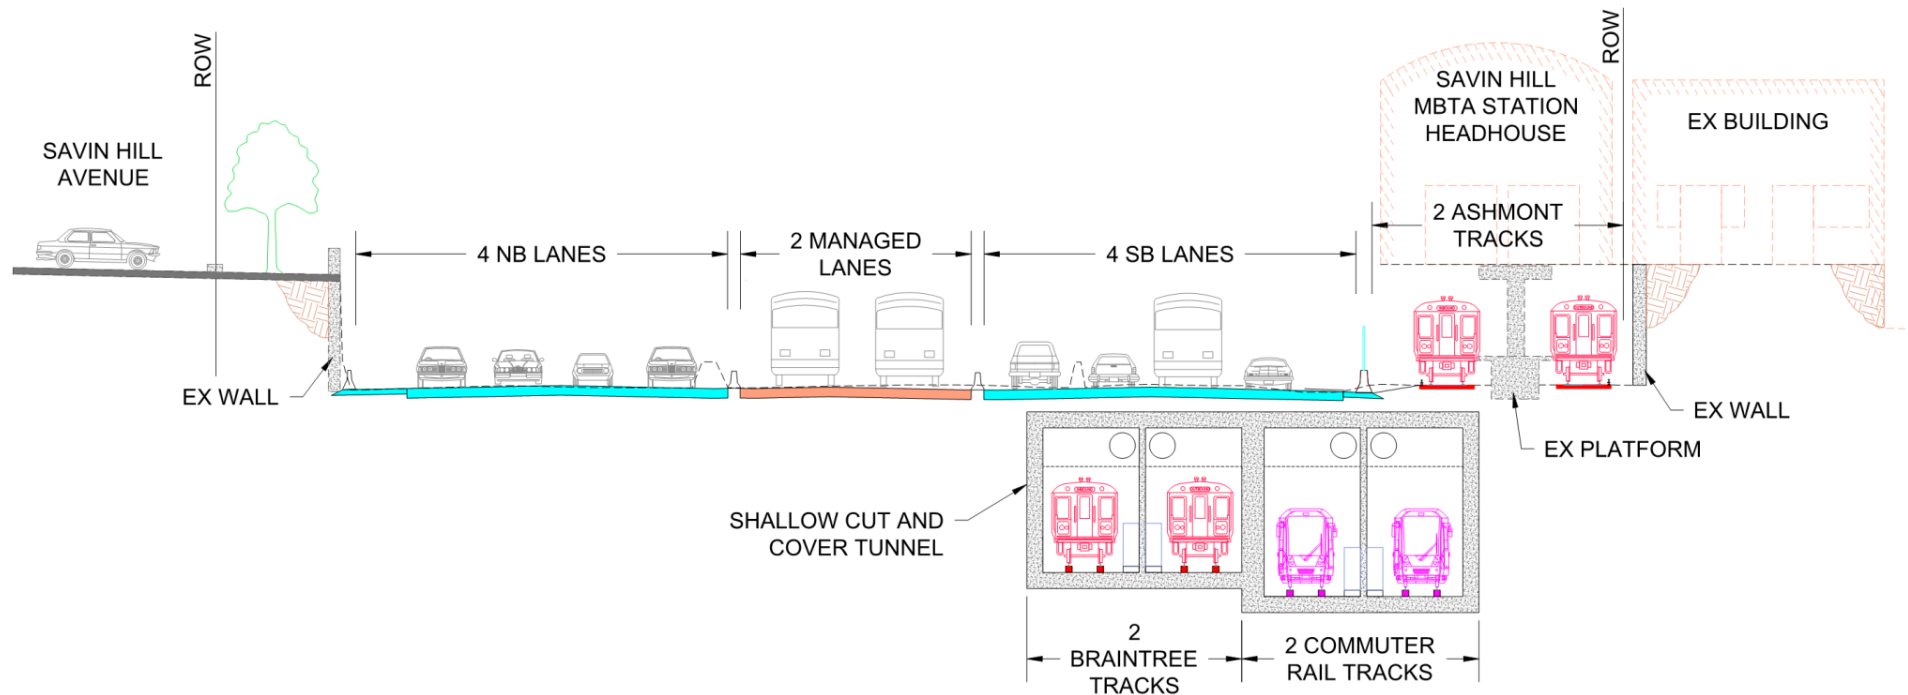 ROW
ROW
SAVIN HILL
MBTA STATION
HEADHOUSE
EX BUILDING
SAVIN HILL
AVENUE
2 ASHMONT
TRACKS
4 NB LANES
2 MANAGED
LANES
4 SB LANES
EX WALL
EX WALL
EX PLATFORM
SHALLOW CUT AND
COVER TUNNEL
2
BRAINTREE
TRACKS
2 COMMUTER
RAIL TRACKS